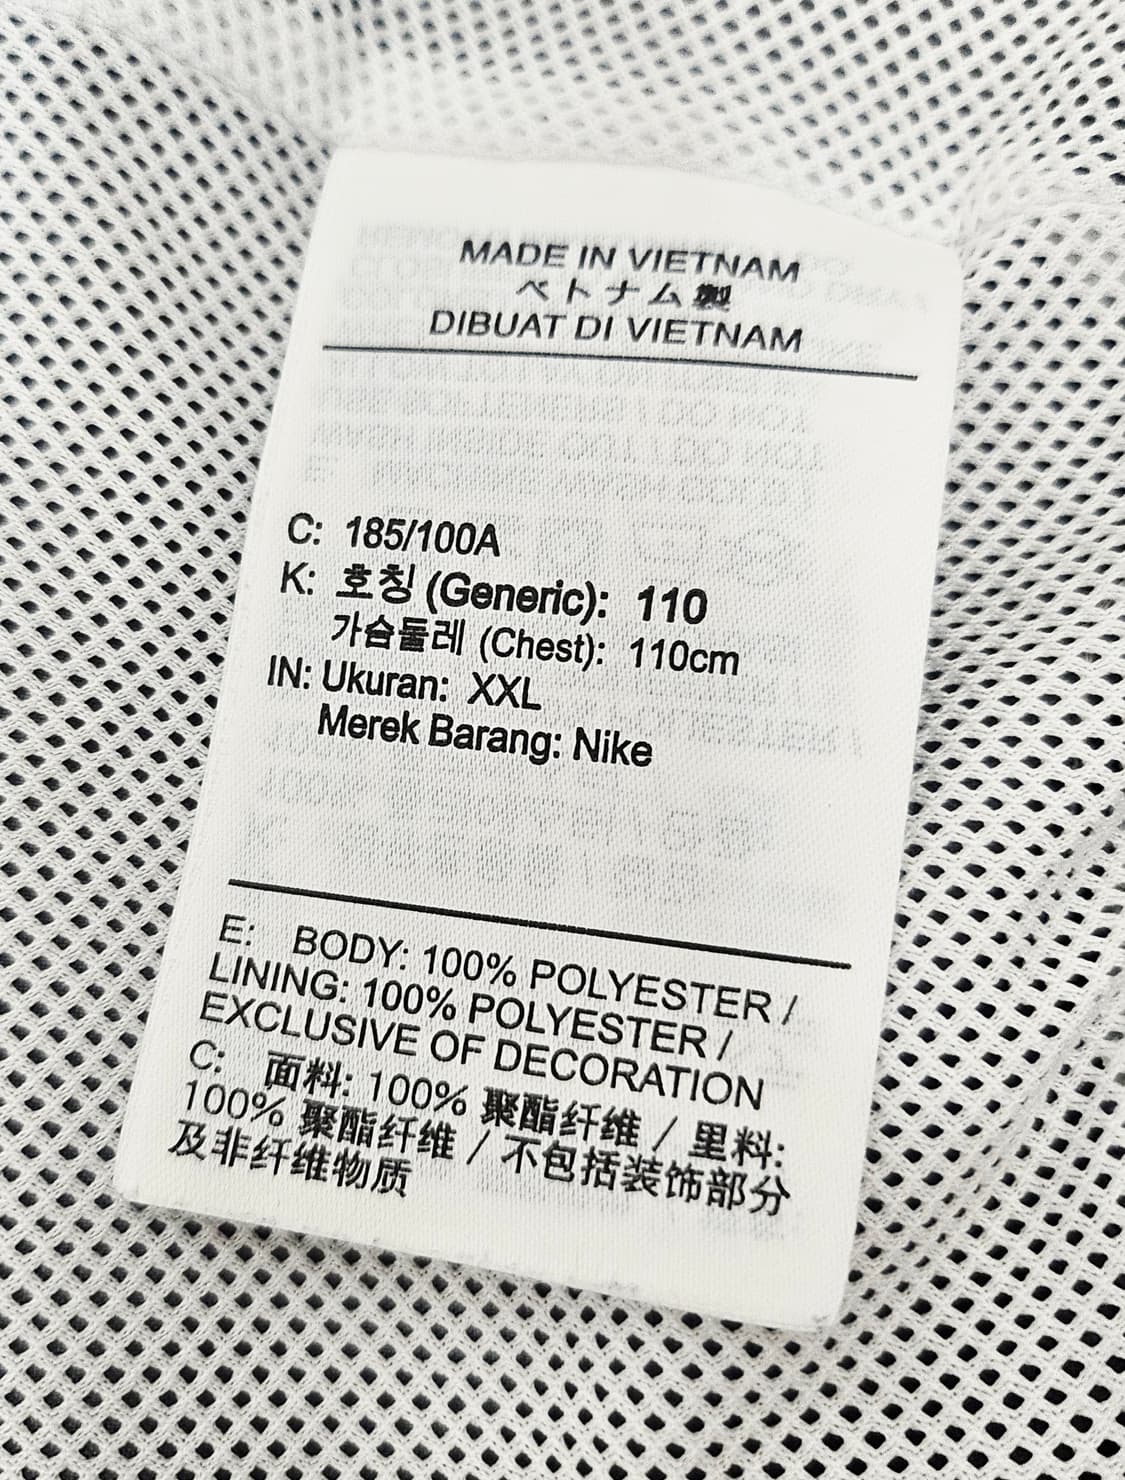 MADE IN VIETNAM
ベトナム製
DIBUAT DI VIETNAM
C: 185/100A
K: 호칭 (Generic): 110
가슴둘레 (Chest): 110cm
IN: Ukuran: XXL
Merek Barang: Nike
E: BODY: 100% POLYESTER /
LINING: 100% POLYESTER /
EXCLUSIVE OF DECORATION
C: 面料: 100% 聚酯纤维 / 里料:
100% 聚酯纤维 / 不包括装饰部分
及非纤维物质